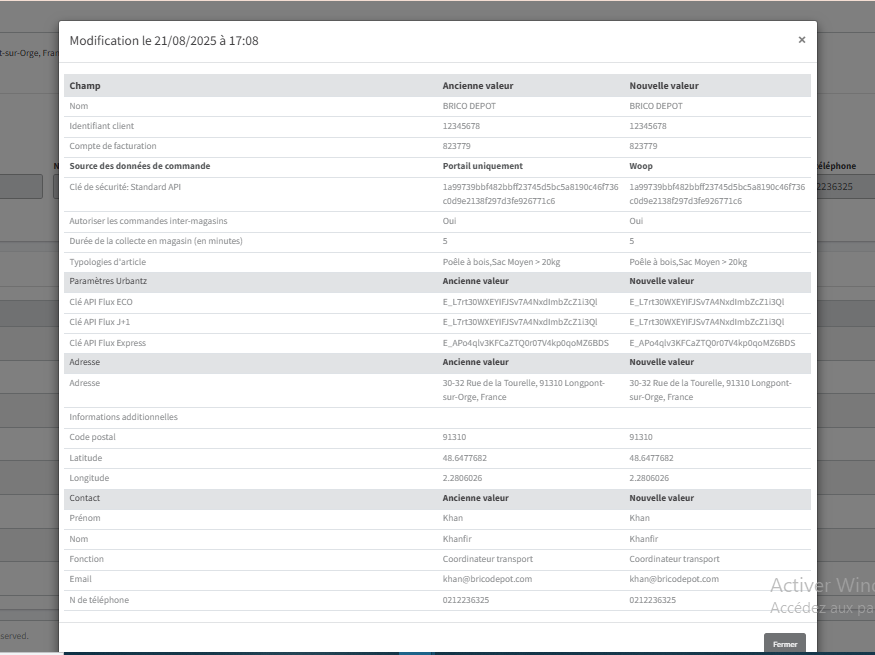 Modification le 21/08/2025 à 17:08
×
t-sur-Orge, Fran
Champ Ancienne valeur Nouvelle valeur
Nom BRICO DEPOT BRICO DEPOT
Identifiant client 12345678 12345678
Compte de facturation 823779 823779
Source des données de commande Portail uniquement Woop
N
éléphone
Clé de sécurité: Standard API 1a99739bbf482bbff23745d5bc5a8190c46f736 1a99739bbf482bbff23745d5bc5a8190c46f736
2236325
c0d9e2138f297d3fe926771c6 c0d9e2138f297d3fe926771c6
Autoriser les commandes inter-magasins Oui Oui
Durée de la collecte en magasin (en minutes) 5 5
Typologies d'article Poêle à bois,Sac Moyen > 20kg Poêle à bois,Sac Moyen > 20kg
Paramètres Urbantz Ancienne valeur Nouvelle valeur
Clé API Flux ECO E_L7rt30WXEYIFJSv7A4NxdImbZcZ1i3Ql E_L7rt30WXEYIFJSv7A4NxdImbZcZ1i3Ql
Clé API Flux J+1 E_L7rt30WXEYIFJSv7A4NxdImbZcZ1i3Ql E_L7rt30WXEYIFJSv7A4NxdImbZcZ1i3Ql
Clé API Flux Express E_APo4qlv3KFCaZTQ0r07V4kp0qoMZ6BDS E_APo4qlv3KFCaZTQ0r07V4kp0qoMZ6BDS
Adresse Ancienne valeur Nouvelle valeur
Adresse 30-32 Rue de la Tourelle, 91310 Longpont- 30-32 Rue de la Tourelle, 91310 Longpont-
sur-Orge, France sur-Orge, France
Informations additionnelles
Code postal 91310 91310
Latitude 48.6477682 48.6477682
Longitude 2.2806026 2.2806026
Contact Ancienne valeur Nouvelle valeur
Prénom Khan Khan
Nom Khanfir Khanfir
Fonction Coordinateur transport Coordinateur transport
Email khan@bricodepot.com khan@bricodepot.com
N de téléphone 0212236325 0212236325
Activer Wind
Accédez aux pa
served.
Fermer